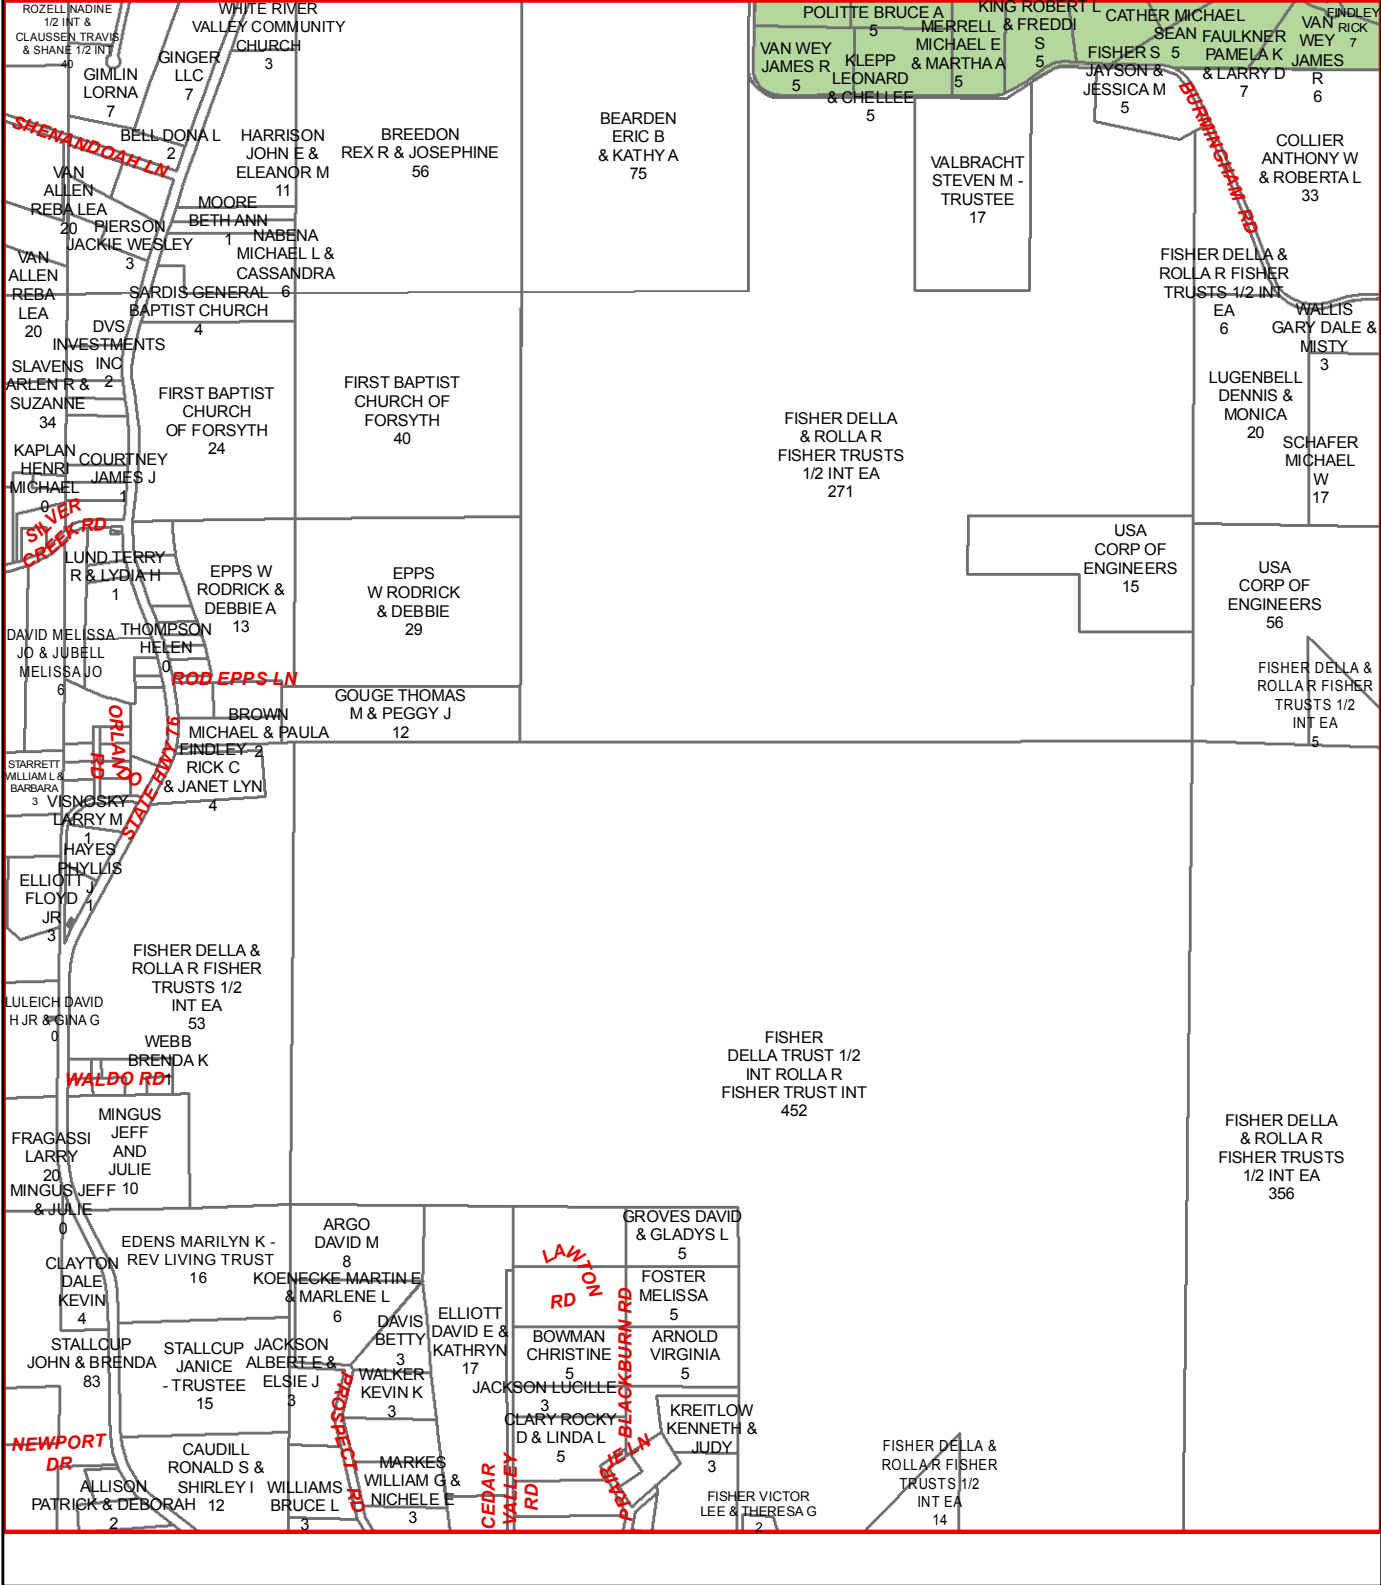 ROZELL NADINE
1/2 INT &
CLAUSSEN TRAVIS
& SHANE 1/2 INT
40
GIMLIN
LORNA
7
GINGER
LLC
7
WHITE RIVER
VALLEY COMMUNITY
CHURCH
3
SHENANDOAH LN
BELL DONA L
2
HARRISON
JOHN E &
ELEANOR M
11
BREEDON
REX R & JOSEPHINE
56
BEARDEN
ERIC B
& KATHY A
75
POLITTE BRUCE A
5
VAN WEY
JAMES R
5
KLEPP
LEONARD
& CHELLEE
5
MERRELL
MICHAEL E
& MARTHA A
5
KING ROBERT L
& FREDDI
S
5
CATHER MICHAEL
SEAN
5
FISHER S
JAYSON &
JESSICA M
5
FAULKNER
PAMELA K
& LARRY D
7
VAN
WEY
JAMES
R
6
FINDLEY
RICK
7
BURMINGHAM RD
VALBRACHT
STEVEN M -
TRUSTEE
17
COLLIER
ANTHONY W
& ROBERTA L
33
VAN
ALLEN
REBA LEA
20
PIERSON
JACKIE WESLEY
3
MOORE
BETH ANN
1
NABENA
MICHAEL L &
CASSANDRA
6
VAN
ALLEN
REBA
LEA
20
SARDIS GENERAL
BAPTIST CHURCH
4
DVS
INVESTMENTS
INC
2
SLAVENS
ARLEN R &
SUZANNE
34
FIRST BAPTIST
CHURCH
OF FORSYTH
24
FIRST BAPTIST
CHURCH OF
FORSYTH
40
FISHER DELLA
& ROLLA R
FISHER TRUSTS
1/2 INT EA
271
FISHER DELLA &
ROLLA R FISHER
TRUSTS 1/2 INT
EA
6
WALLIS
GARY DALE &
MISTY
3
LUGENBELL
DENNIS &
MONICA
20
SCHAFER
MICHAEL
W
17
KAPLAN
HENRI
MICHAEL
0
COURTNEY
JAMES J
1
SILVER
CREEK RD
LUND TERRY
R & LYDIA H
1
EPPS W
RODRICK &
DEBBIE A
13
EPPS
W RODRICK
& DEBBIE
29
USA
CORP OF
ENGINEERS
15
USA
CORP OF
ENGINEERS
56
DAVID MELISSA
JO & JUBELL
MELISSA JO
6
THOMPSON
HELEN
0
ROD EPPS LN
GOUGE THOMAS
M & PEGGY J
12
FISHER DELLA &
ROLLA R FISHER
TRUSTS 1/2
INT EA
5
ORLANDO
RD
STATE HWY 76
BROWN
MICHAEL & PAULA
2
FINDLEY
RICK C
& JANET LYN
4
STARRETT
WILLIAM L &
BARBARA
3
VISNOSKY
LARRY M
1
HAYES
PHYLLIS
J
1
ELLIOTT
FLOYD
JR
3
FISHER DELLA &
ROLLA R FISHER
TRUSTS 1/2
INT EA
53
LULEICH DAVID
H JR & GINA G
0
WEBB
BRENDA K
1
WALDO RD
FISHER
DELLA TRUST 1/2
INT ROLLA R
FISHER TRUST INT
452
FISHER DELLA
& ROLLA R
FISHER TRUSTS
1/2 INT EA
356
MINGUS
JEFF
AND
JULIE
10
FRAGASSI
LARRY
20
MINGUS JEFF
& JULIE
0
EDENS MARILYN K -
REV LIVING TRUST
16
ARGO
DAVID M
8
GROVES DAVID
& GLADYS L
5
CLAYTON
DALE
KEVIN
4
KOENECKE MARTIN E
& MARLENE L
6
LAWTON
RD
FOSTER
MELISSA
5
DAVIS
BETTY
3
ELLIOTT
DAVID E &
KATHRYN
17
BOWMAN
CHRISTINE
5
BLACKBURN RD
ARNOLD
VIRGINIA
5
STALLCUP
JOHN & BRENDA
83
STALLCUP
JANICE
- TRUSTEE
15
JACKSON
ALBERT E &
ELSIE J
3
PROSPECT RD
WALKER
KEVIN K
3
JACKSON LUCILLE
3
CLARY ROCKY
D & LINDA L
5
KREITLOW
KENNETH &
JUDY
3
NEWPORT
DR
CAUDILL
RONALD S &
SHIRLEY I
12
MARKES
WILLIAM G &
NICHELE E
3
CEDAR
VALLEY
RD
PRAIRIE LN
FISHER DELLA &
ROLLA R FISHER
TRUSTS 1/2
INT EA
14
ALLISON
PATRICK & DEBORAH
2
WILLIAMS
BRUCE L
3
FISHER VICTOR
LEE & THERESA G
2